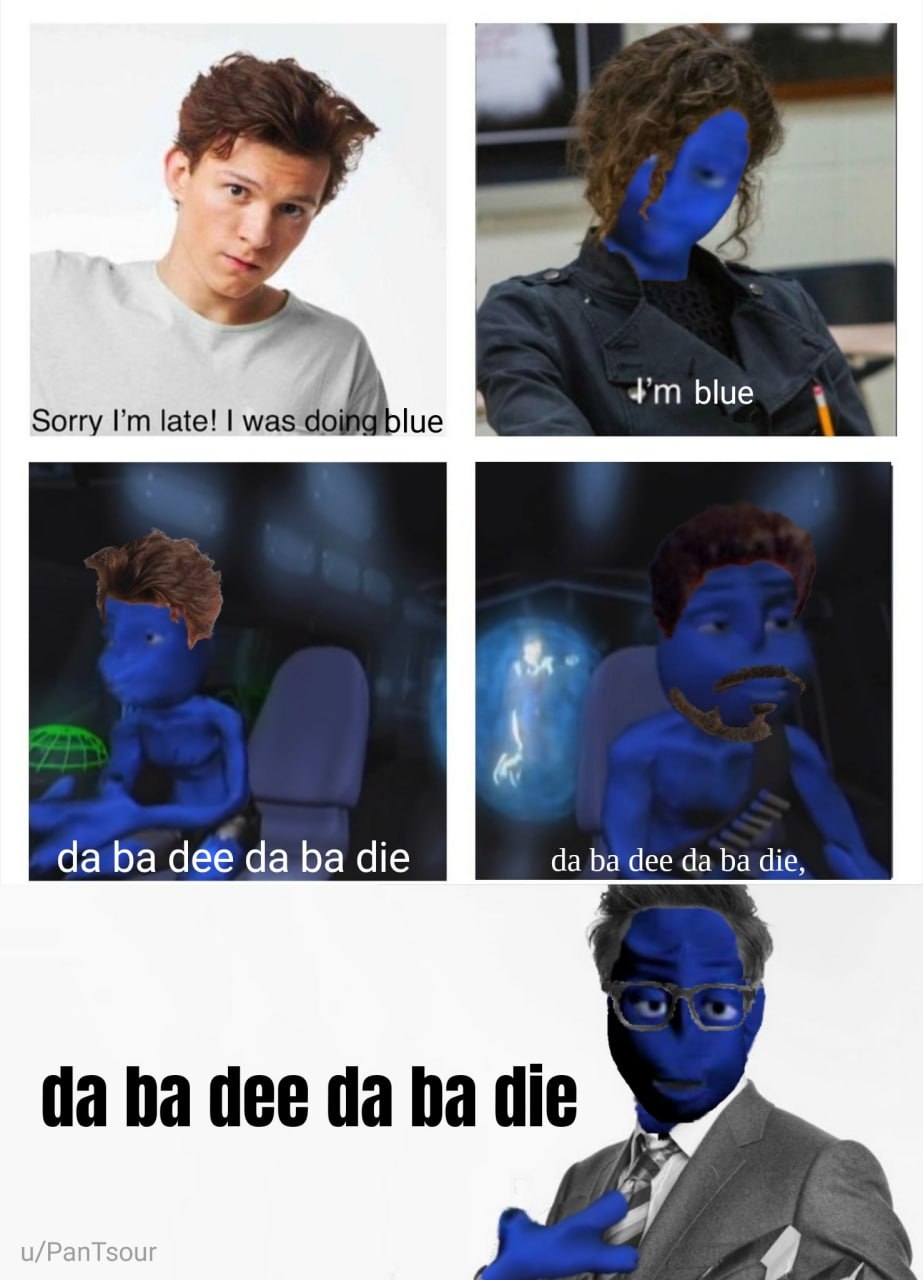 Sorry I'm late! I was doing blue
I'm blue
da ba dee da ba die
da ba dee da ba die,
da ba dee da ba die
u/PanTsour